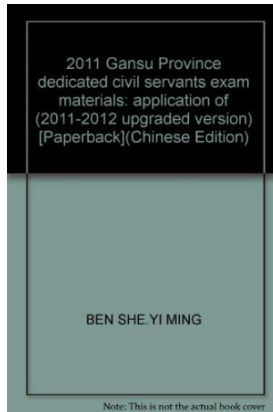 2011 Gansu Province
dedicated civil servants exam
materials: application of
(2011-2012 upgraded version)
[Paperback](Chinese Edition)
BEN SHE.YI MING
Note: This is not the actual book cover